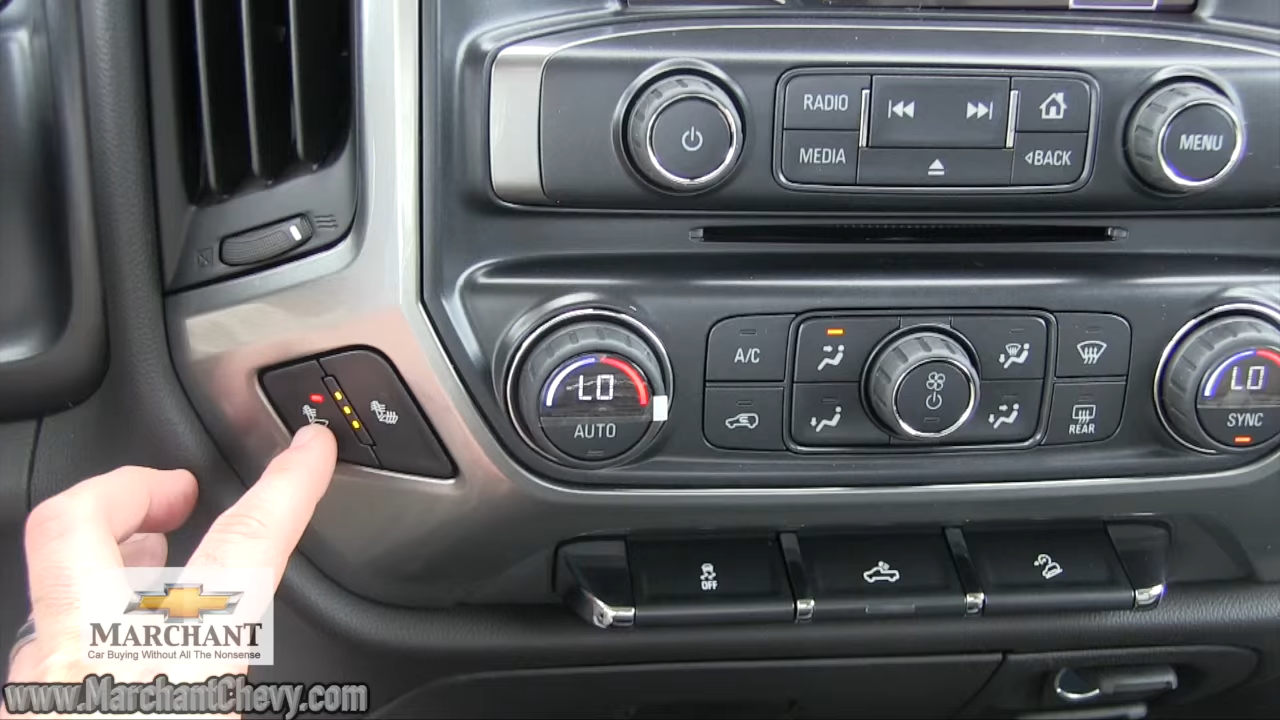 RADIO
MEDIA
BACK
MENU
LO
AUTO
A/C
REAR
LO
SYNC
OFF
MARCHANT
Car Buying Without All The Nonsense
www.MarchantChevy.com